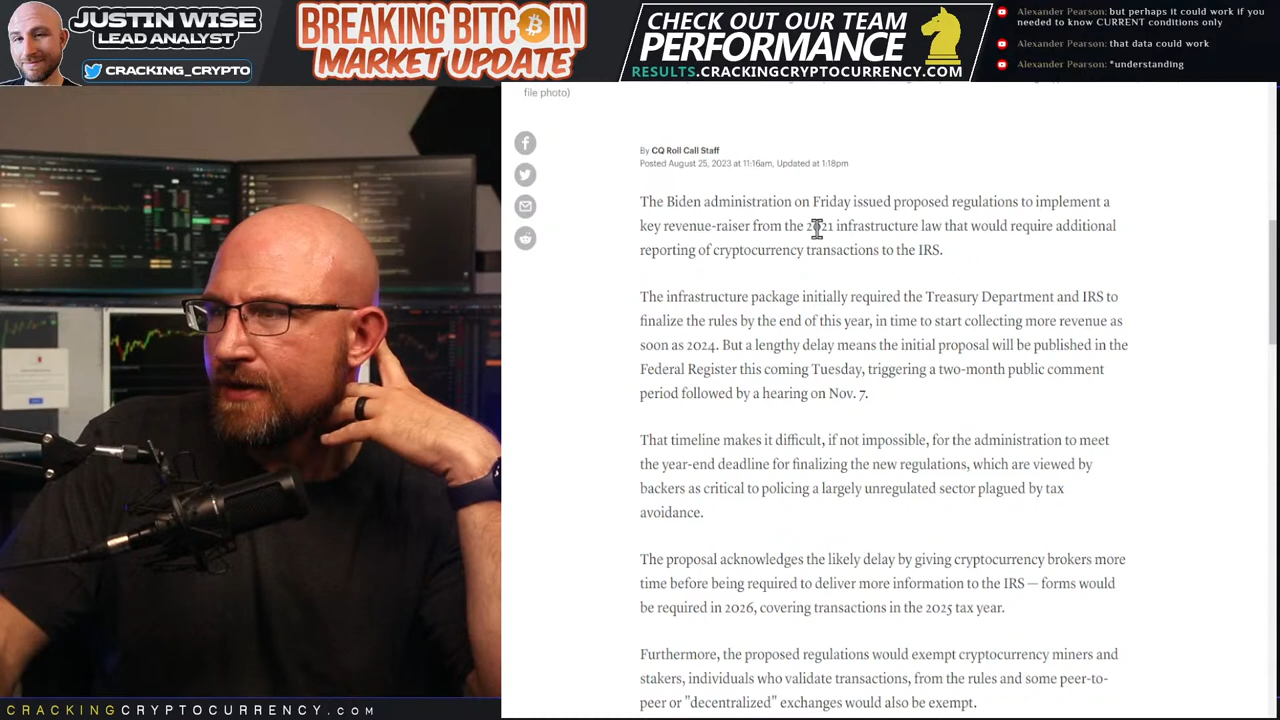 JUSTIN WISE
LEAD ANALYST
CRACKING_CRYPTO
BREAKING BITCOIN
MARKET UPDATE
CHECK OUT OUR TEAM
PERFORMANCE
RESULTS.CRACKINGCRYPTOCURRENCY.COM
Alexander Pearson: but perhaps it could work if you
needed to know CURRENT conditions only
Alexander Pearson: that data could work
Alexander Pearson: *understanding
file photo)
By CQ Roll Call Staff
Posted August 25, 2023 at 11:16am, Updated at 1:18pm
The Biden administration on Friday issued proposed regulations to implement a
key revenue-raiser from the 2021 infrastructure law that would require additional
reporting of cryptocurrency transactions to the IRS.
The infrastructure package initially required the Treasury Department and IRS to
finalize the rules by the end of this year, in time to start collecting more revenue as
soon as 2024. But a lengthy delay means the initial proposal will be published in the
Federal Register this coming Tuesday, triggering a two-month public comment
period followed by a hearing on Nov. 7.
That timeline makes it difficult, if not impossible, for the administration to meet
the year-end deadline for finalizing the new regulations, which are viewed by
backers as critical to policing a largely unregulated sector plagued by tax
avoidance.
The proposal acknowledges the likely delay by giving cryptocurrency brokers more
time before being required to deliver more information to the IRS — forms would
be required in 2026, covering transactions in the 2025 tax year.
Furthermore, the proposed regulations would exempt cryptocurrency miners and
stakers, individuals who validate transactions, from the rules and some peer-to-
peer or "decentralized" exchanges would also be exempt.
CRACKINGCRYPTOCURRENCY.COM